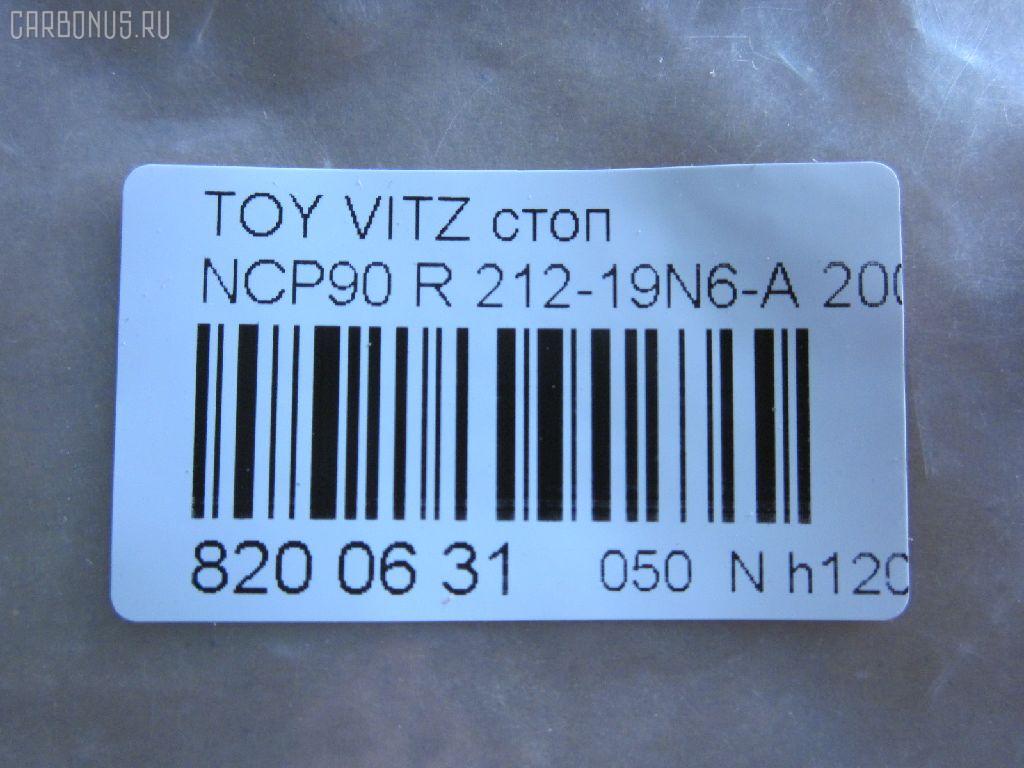 CARBONUS.RU
TOY VITZ стоп
NCP90 R 212-19N6-A 200
820 06 31 050 N h120